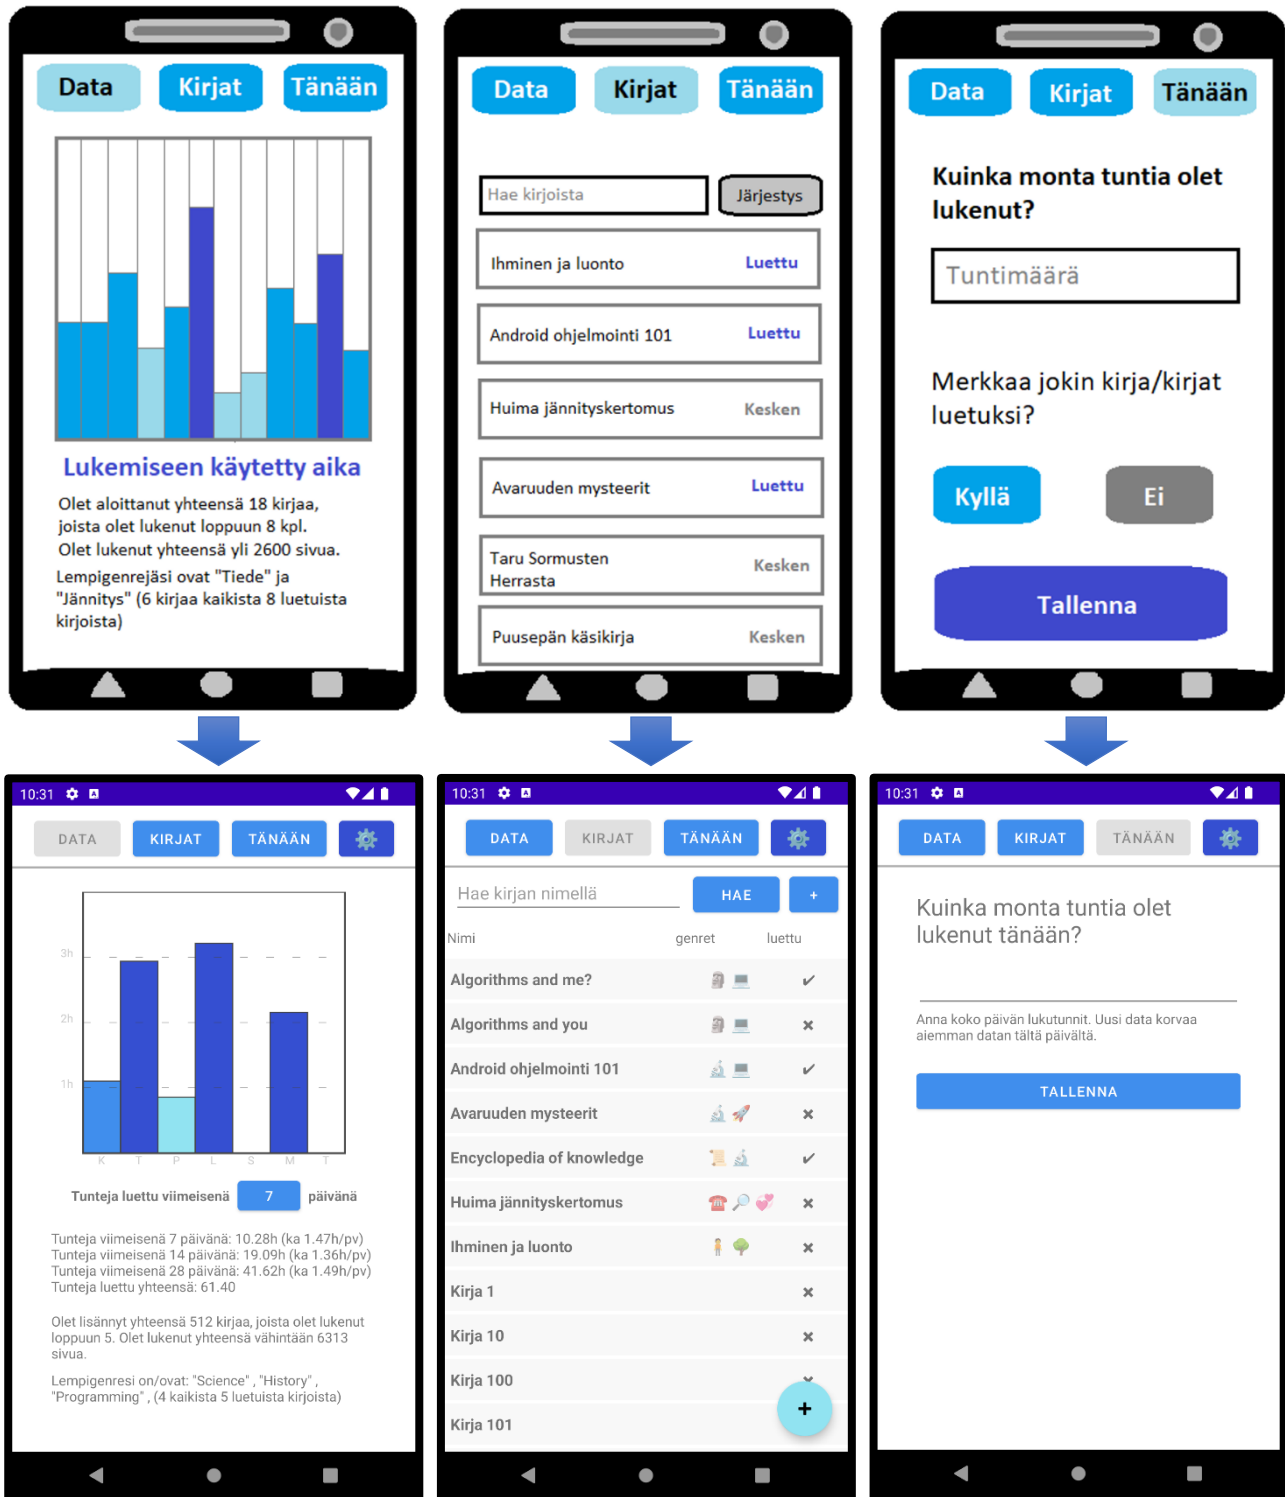 Data Kirjat Tänään
Lukemiseen käytetty aika
Olet aloittanut yhteensä 18 kirjaa,
joista olet lukenut loppuun 8 kpl.
Olet lukenut yhteensä yli 2600 sivua.
Lempigenrejäsi ovat "Tiede" ja
"Jännitys" (6 kirjaa kaikista 8 luetuista
kirjoista)
Data Kirjat Tänään
Hae kirjoista Järjestys
Ihminen ja luonto Luettu
Android ohjelmointi 101 Luettu
Huima jännityskertomus Kesken
Avaruuden mysteerit Luettu
Taru Sormusten
Herrasta Kesken
Puusepän käsikirja Kesken
Data Kirjat Tänään
Kuinka monta tuntia olet
lukenut?
Tuntimäärä
Merkkaa jokin kirja/kirjat
luetuksi?
Kyllä Ei
Tallenna
10:31
DATA KIRJAT TÄNÄÄN
3h
2h
1h
K T P L S M T
Tunteja luettu viimeisenä 7 päivänä
Tunteja viimeisenä 7 päivänä: 10.28h (ka 1.47h/pv)
Tunteja viimeisenä 14 päivänä: 19.09h (ka 1.36h/pv)
Tunteja viimeisenä 28 päivänä: 41.62h (ka 1.49h/pv)
Tunteja luettu yhteensä: 61.40
Olet lisännyt yhteensä 512 kirjaa, joista olet lukenut
loppuun 5. Olet lukenut yhteensä vähintään 6313
sivua.
Lempigenresi on/ovat: "Science" , "History" ,
"Programming" , (4 kaikista 5 luetuista kirjoista)
10:31
DATA KIRJAT TÄNÄÄN
Hae kirjan nimellä HAE +
Nimi genret luettu
Algorithms and me? ✔
Algorithms and you ✖
Android ohjelmointi 101 ✔
Avaruuden mysteerit ✖
Encyclopedia of knowledge ✔
Huima jännityskertomus ✖
Ihminen ja luonto ✖
Kirja 1 ✖
Kirja 10 ✖
Kirja 100 ✖
Kirja 101
+
10:31
DATA KIRJAT TÄNÄÄN
Kuinka monta tuntia olet
lukenut tänään?
Anna koko päivän lukutunnit. Uusi data korvaa
aiemman datan tältä päivältä.
TALLENNA